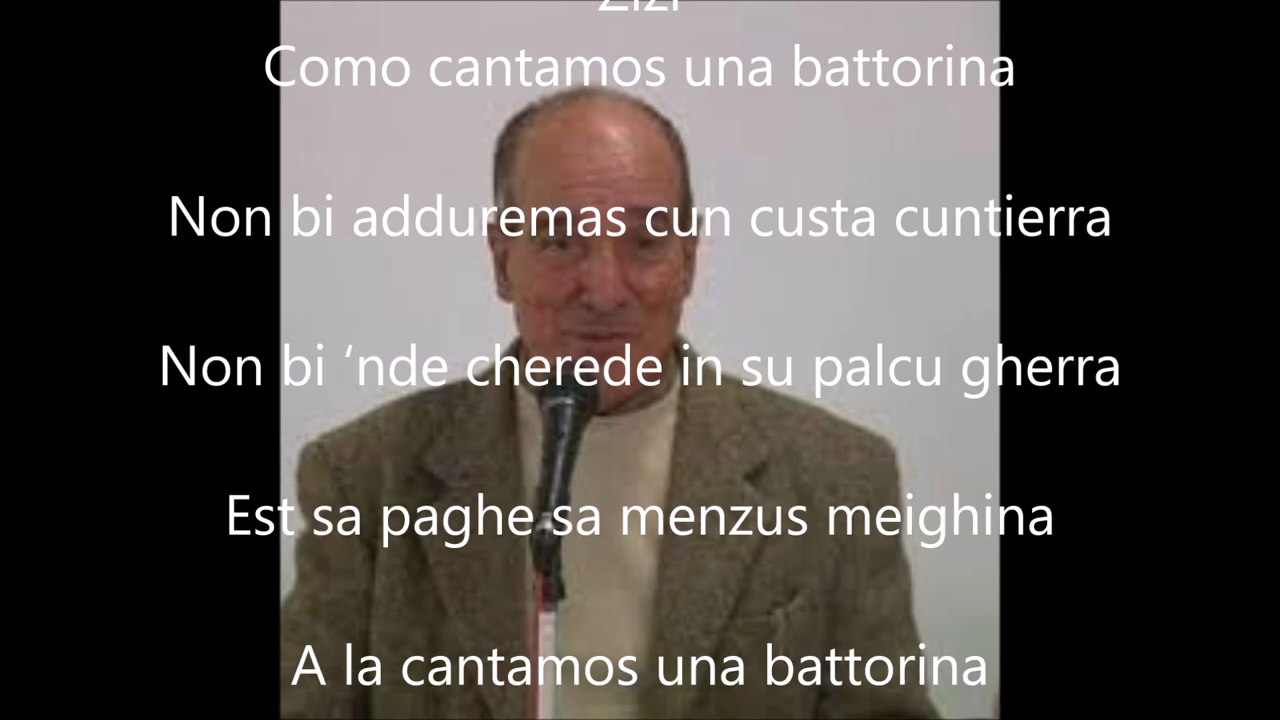 Zizi
Como cantamos una battorina
Non bi adduremas cun custa cuntierra
Non bi ‘nde cherede in su palcu gherra
Est sa paghe sa menzus meighina
A la cantamos una battorina